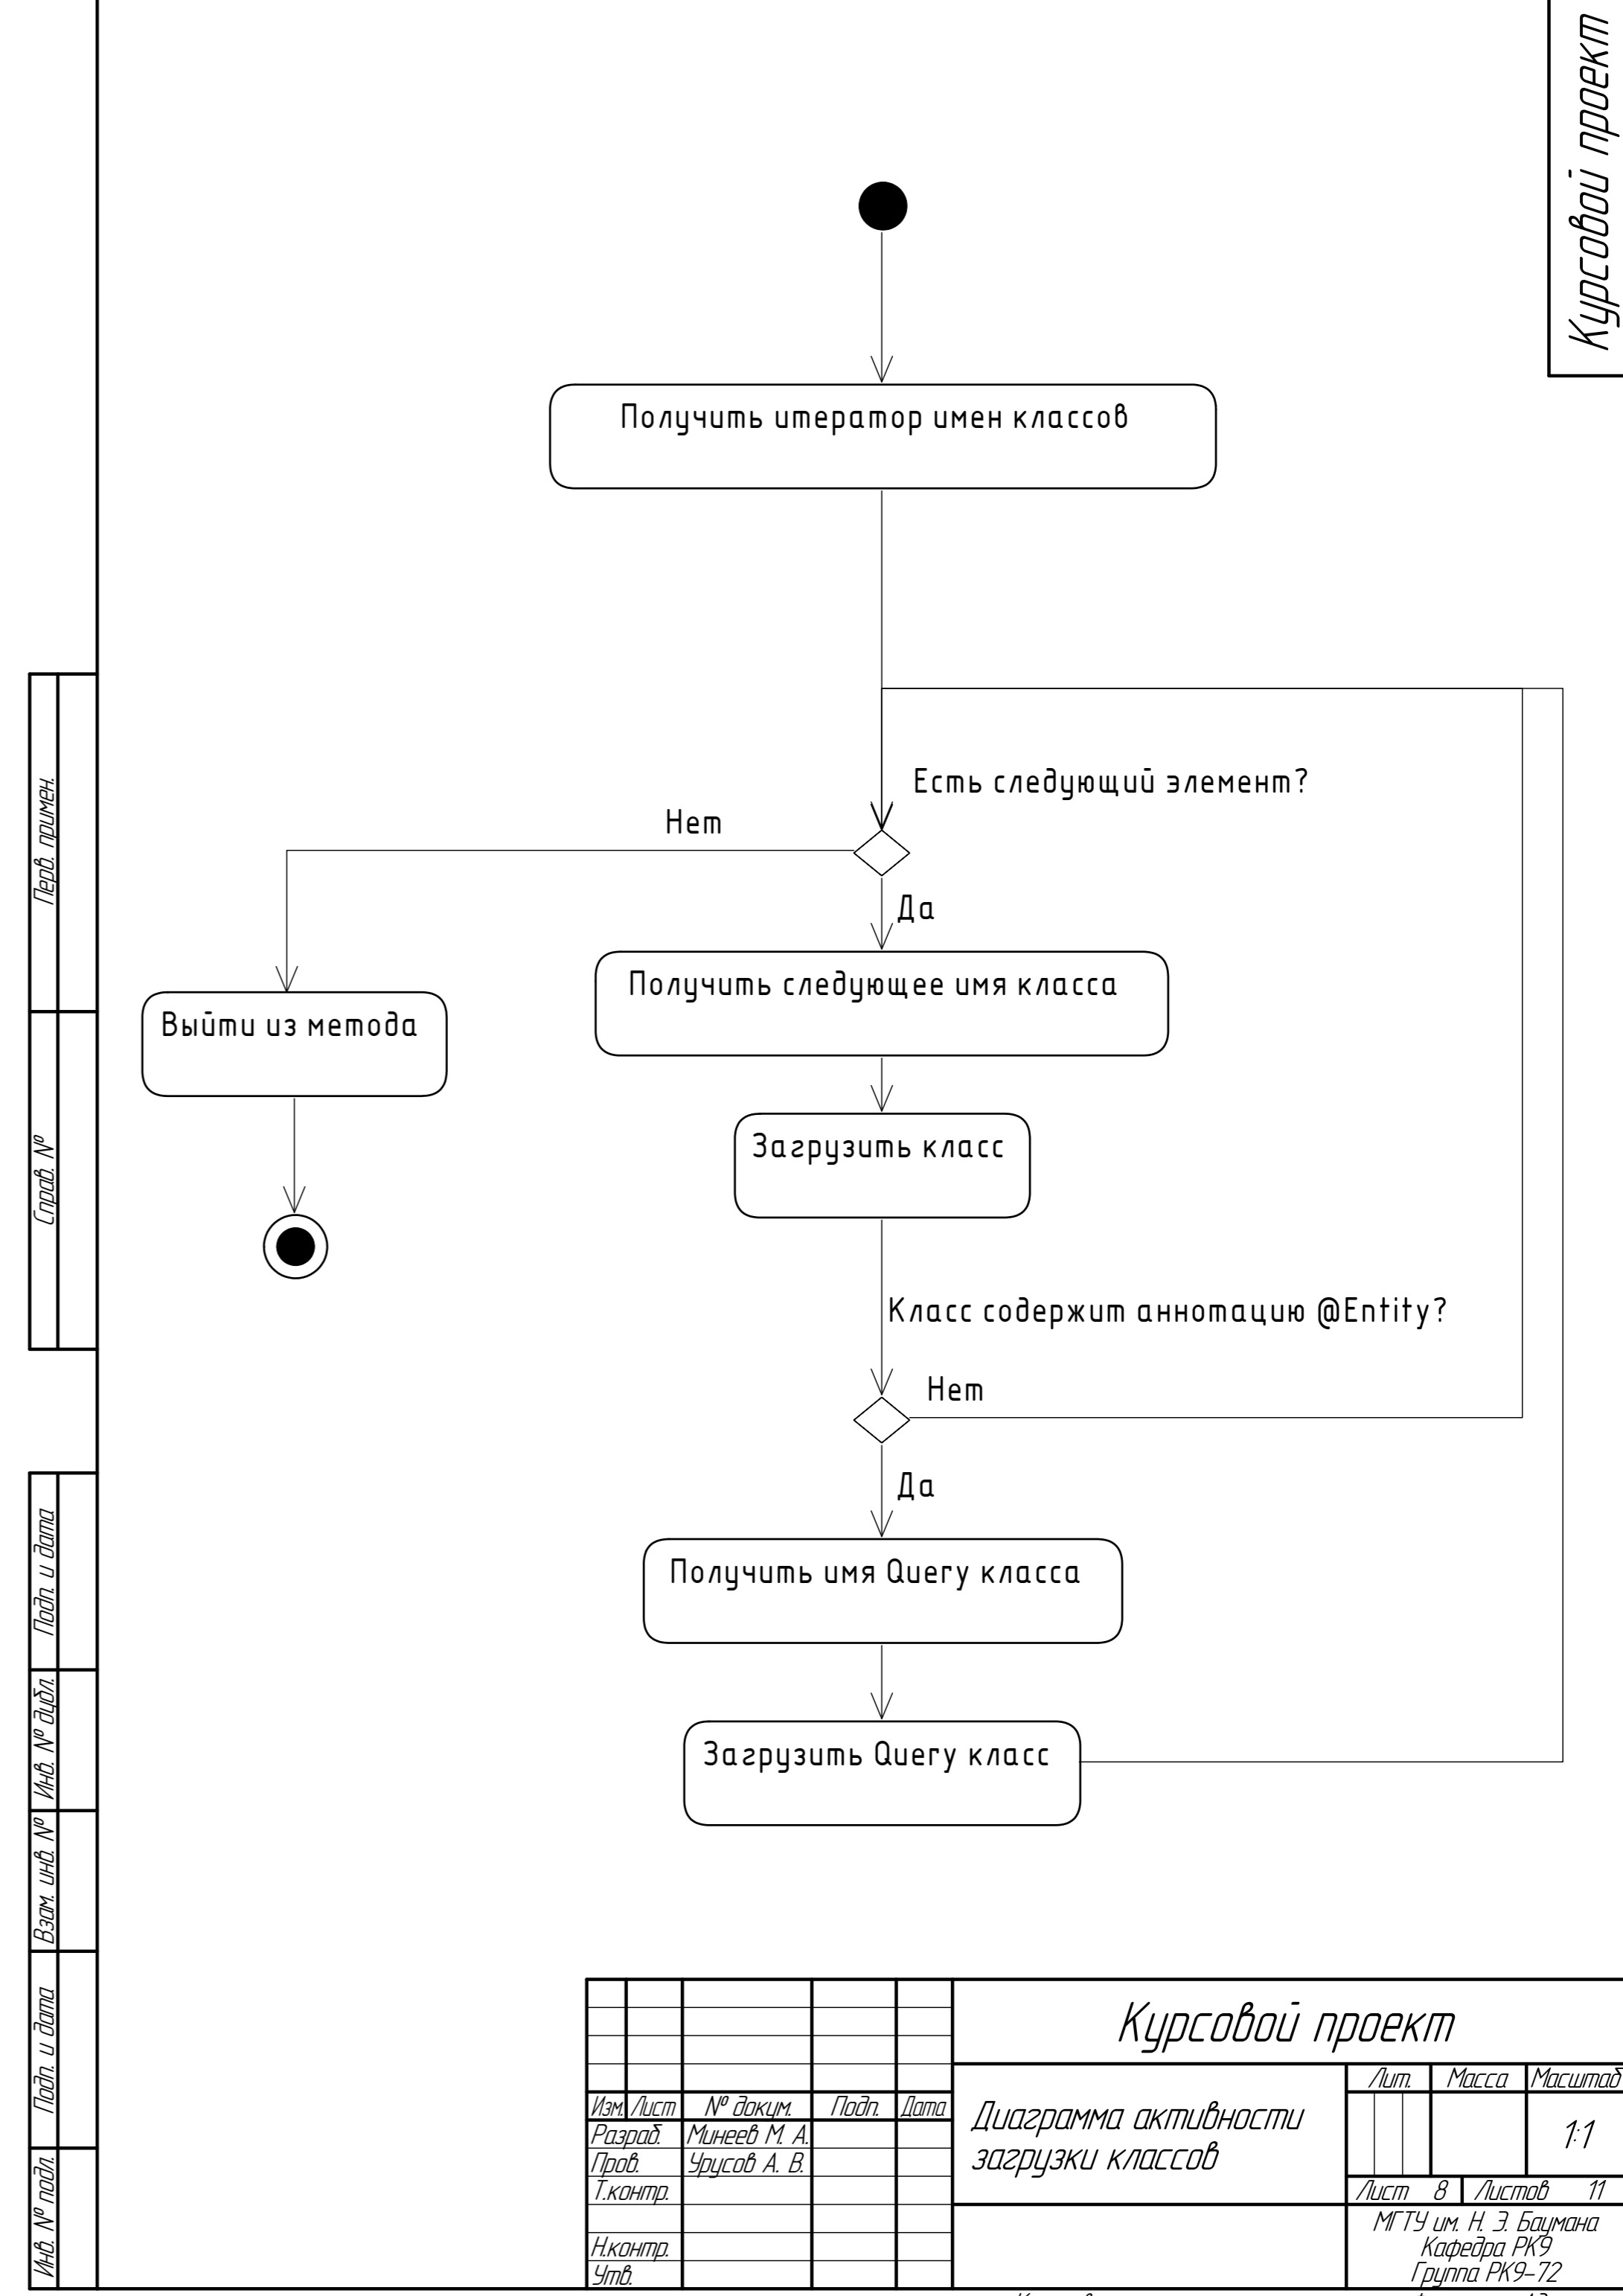 Курсовой проект
Получить итератор имен классов
Есть следующий элемент?
Нет
Да
Получить следующее имя класса
Выйти из метода
Загрузить класс
Класс содержит аннотацию @Entity?
Нет
Да
Получить имя Query класса
Загрузить Query класс
Перв. примен.
Справ. №
Подп. и дата
Инв. № дубл.
Взам. инв. №
Подп. и дата
Инв. № подл.
Курсовой проект
Изм. Лист № докум. Подп. Дата
Разраб. Минеев М. А.
Пров. Урусов А. В.
Т.контр.
Н.контр.
Утв.
Диаграмма активности
загрузки классов
Лит. Масса Масштаб
1:1
Лист 8 Листов 11
МГТУ им. Н. Э. Баумана
Кафедра РК9
Группа РК9-72